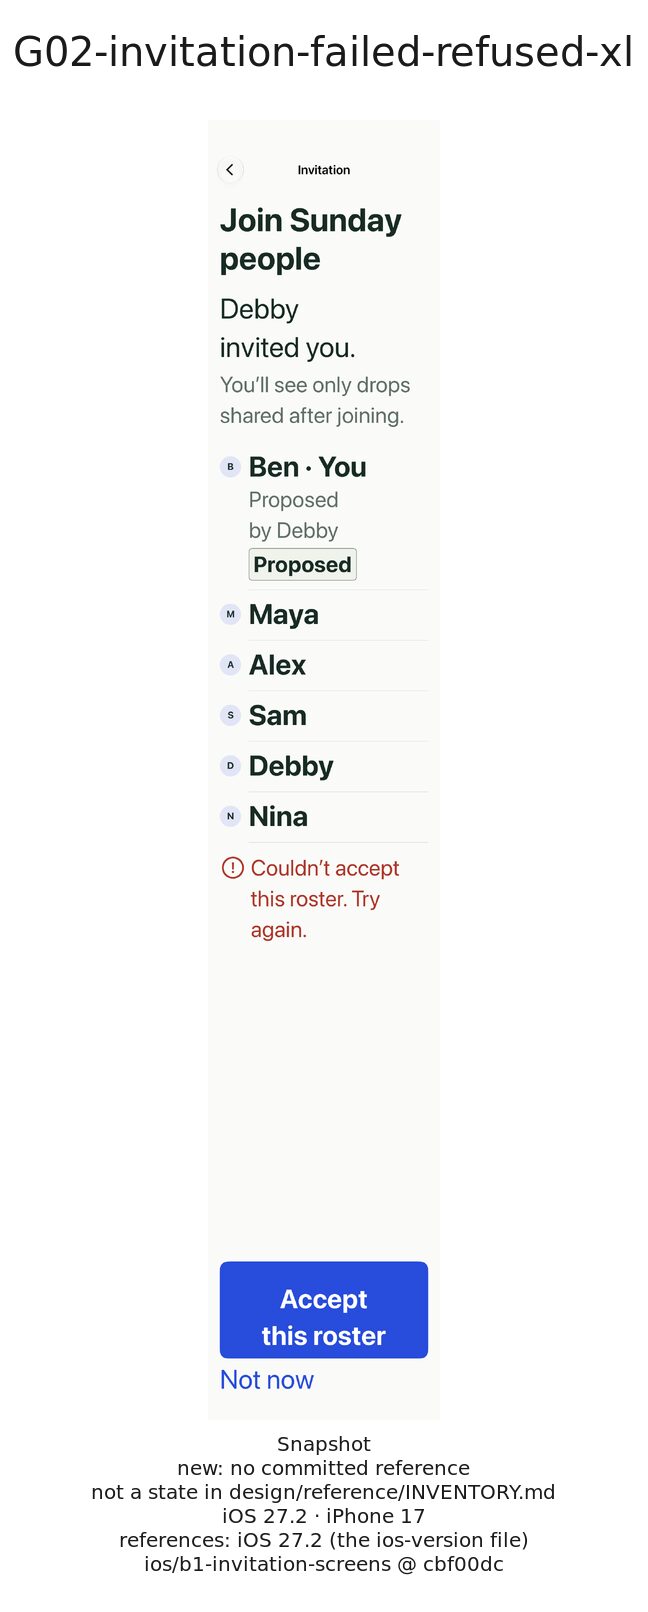 G02-invitation-failed-refused-xl
Invitation
Join Sunday
people
Debby
invited you.
You’ll see only drops
shared after joining.
B
Ben · You
Proposed
by Debby
Proposed
M
Maya
A
Alex
S
Sam
D
Debby
N
Nina
Couldn’t accept
this roster. Try
again.
Accept
this roster
Not now
Snapshot
new: no committed reference
not a state in design/reference/INVENTORY.md
iOS 27.2 · iPhone 17
references: iOS 27.2 (the ios-version file)
ios/b1-invitation-screens @ cbf00dc